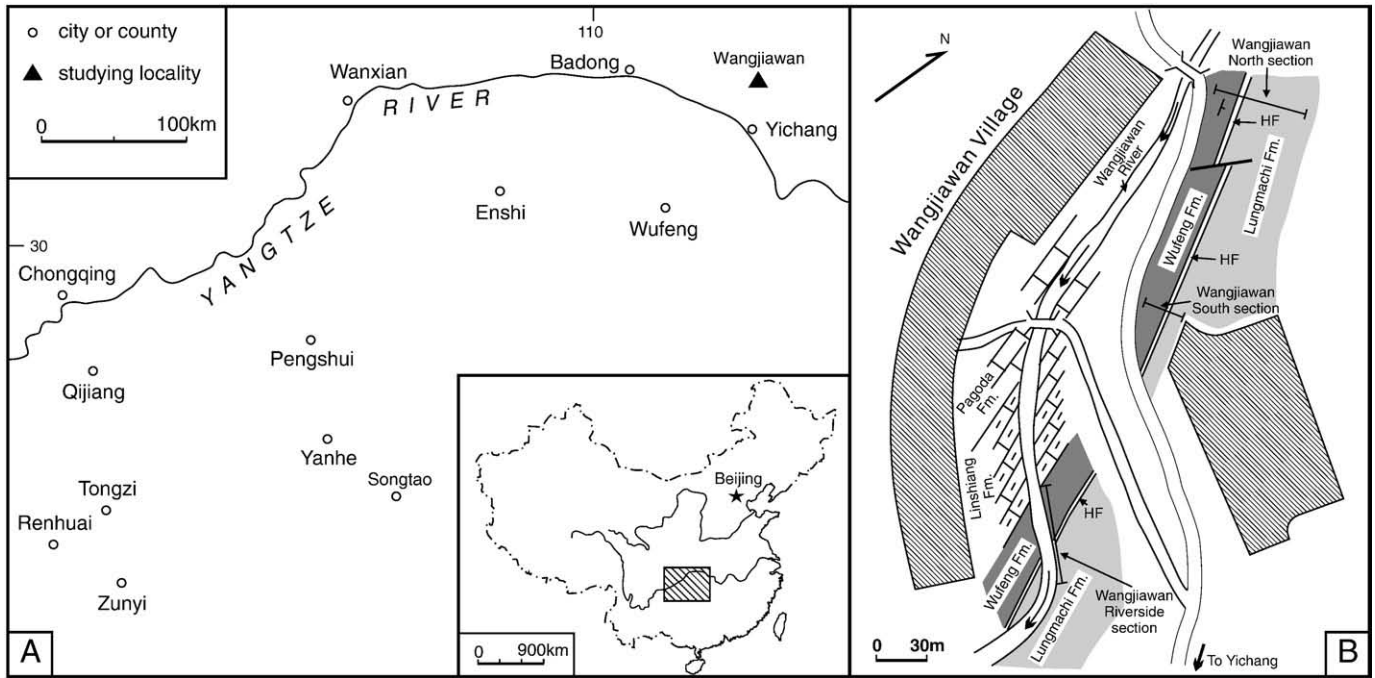 city or county
studying locality
0 100km
110
Wanxian
Badong
Wangjiawan
Yichang
RIVER
YANGTZE
Enshi
Wufeng
30
Chongqing
Pengshui
Qijiang
Yanhe
Songtao
Tongzi
Renhuai
Zunyi
Beijing
0 900km
A
N
Wangjiawan
North section
HF
Wangjiawan
River
Wangjiawan Village
Lungmachi Fm.
Wufeng Fm.
HF
Wangjiawan
South section
Pagoda
Fm.
Linshiang
Fm.
HF
Wufeng Fm.
Lungmachi Fm.
Wangjiawan
Riverside
section
0 30m
To Yichang
B